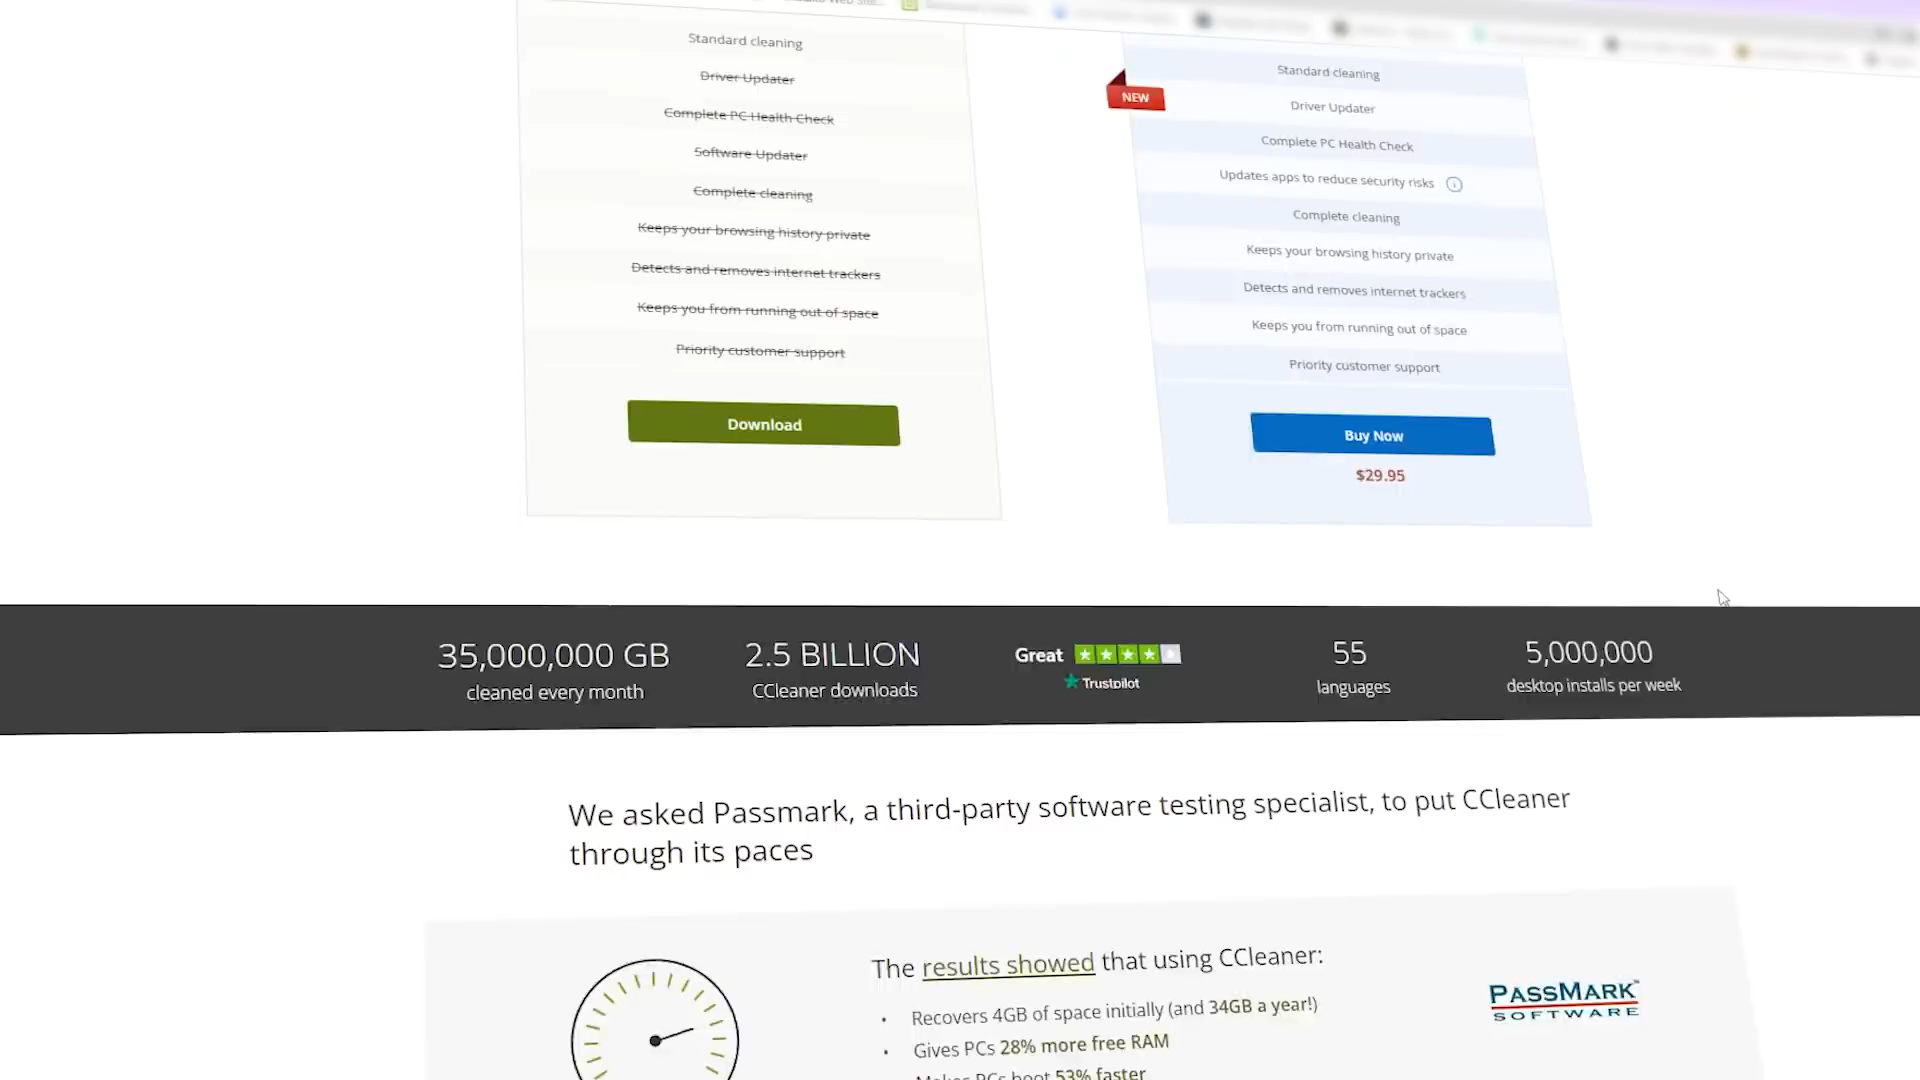 Standard cleaning
Driver Updater
Complete PC Health Check
Software Updater
Complete cleaning
Keeps your browsing history private
Detects and removes internet trackers
Keeps you from running out of space
Priority customer support
Download
NEW
Standard cleaning
Driver Updater
Complete PC Health Check
Updates apps to reduce security risks
Complete cleaning
Keeps your browsing history private
Detects and removes internet trackers
Keeps you from running out of space
Priority customer support
Buy Now
$29.95
35,000,000 GB
cleaned every month
2.5 BILLION
CCleaner downloads
Great
Trustpilot
55
languages
5,000,000
desktop installs per week
We asked Passmark, a third-party software testing specialist, to put CCleaner
through its paces
The results showed that using CCleaner:
• Recovers 4GB of space initially (and 34GB a year!)
• Gives PCs 28% more free RAM
Makes PCs boot 53% faster
PASSMARK
SOFTWARE